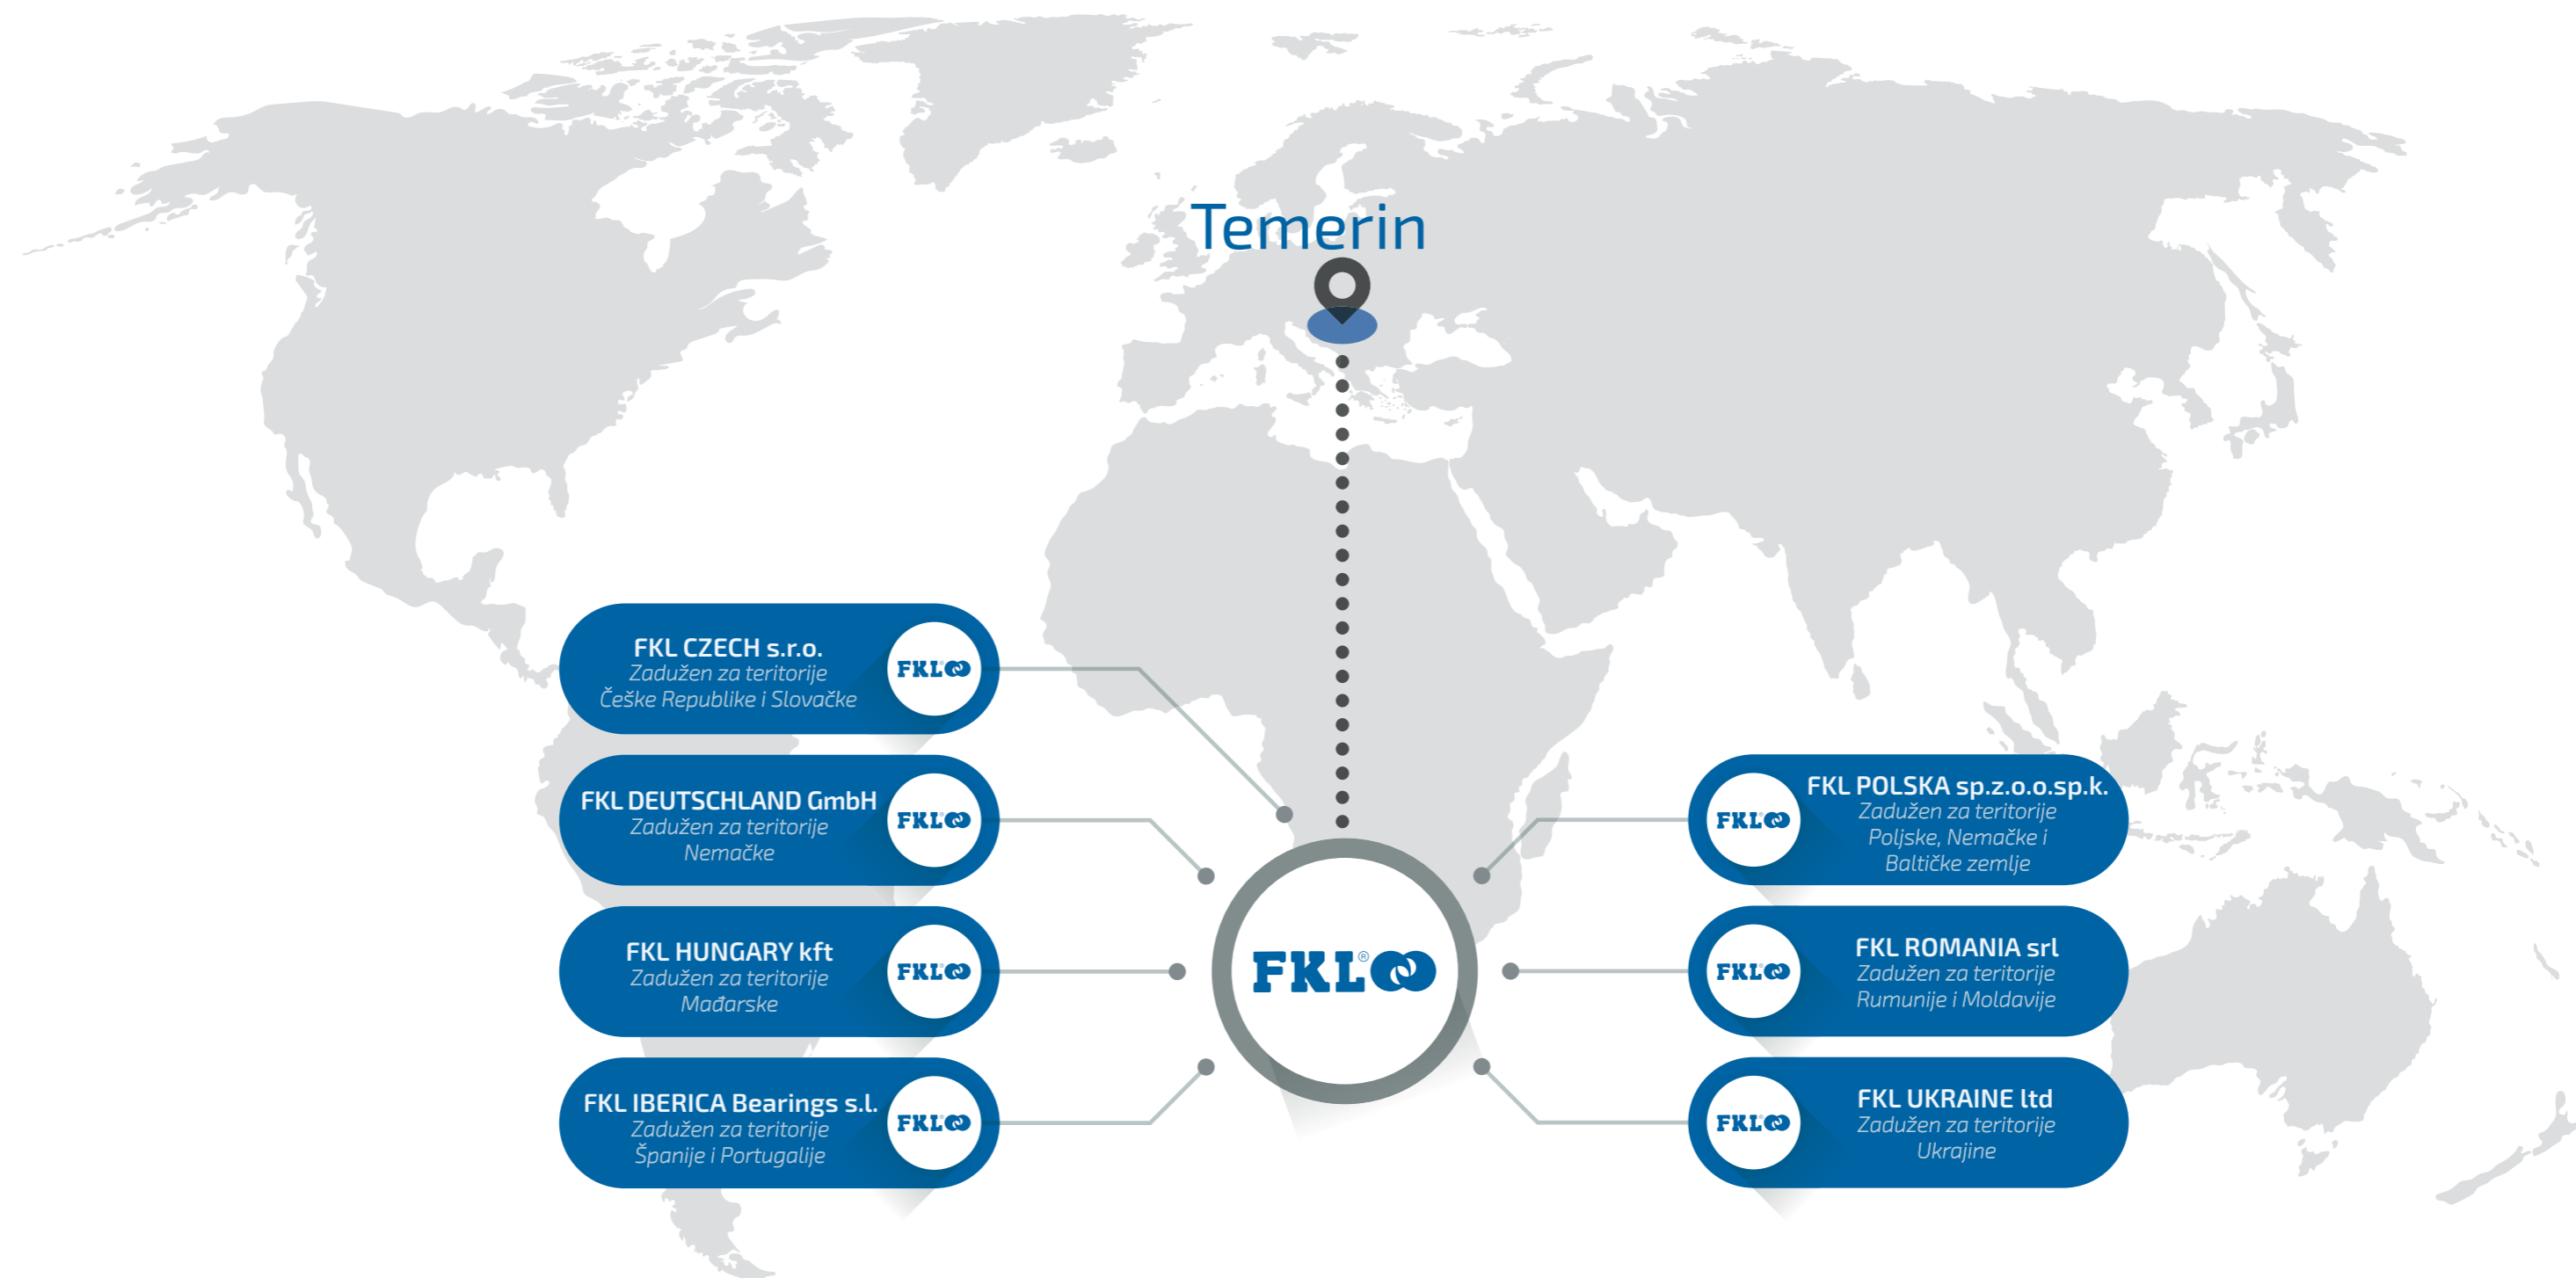 Temerin
FKL CZECH s.r.o.
Zadužen za teritorije
Češke Republike i Slovačke
FKL
FKL DEUTSCHLAND GmbH
Zadužen za teritorije
Nemačke
FKL
FKL HUNGARY kft
Zadužen za teritorije
Mađarske
FKL
FKL IBERICA Bearings s.l.
Zadužen za teritorije
Španije i Portugalije
FKL
FKL®
FKL
FKL POLSKA sp.z.o.o.sp.k.
Zadužen za teritorije
Poljske, Nemačke i
Baltičke zemlje
FKL
FKL ROMANIA srl
Zadužen za teritorije
Rumunije i Moldavije
FKL
FKL UKRAINE ltd
Zadužen za teritorije
Ukrajine